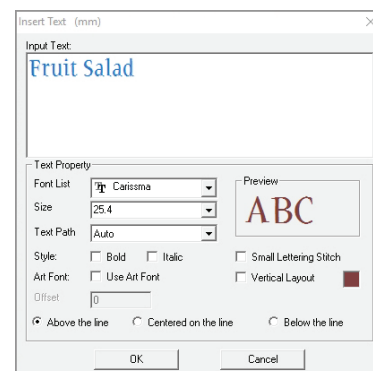 Insert Text (mm)
Input Text:
Fruit Salad
Text Property
Font List Carissma
Preview
ABC
Size 25.4
Text Path Auto
Style: Bold Italic Small Lettering Stitch
Art Font: Use Art Font Vertical Layout
Offset 0
Above the line Centered on the line Below the line
OK Cancel